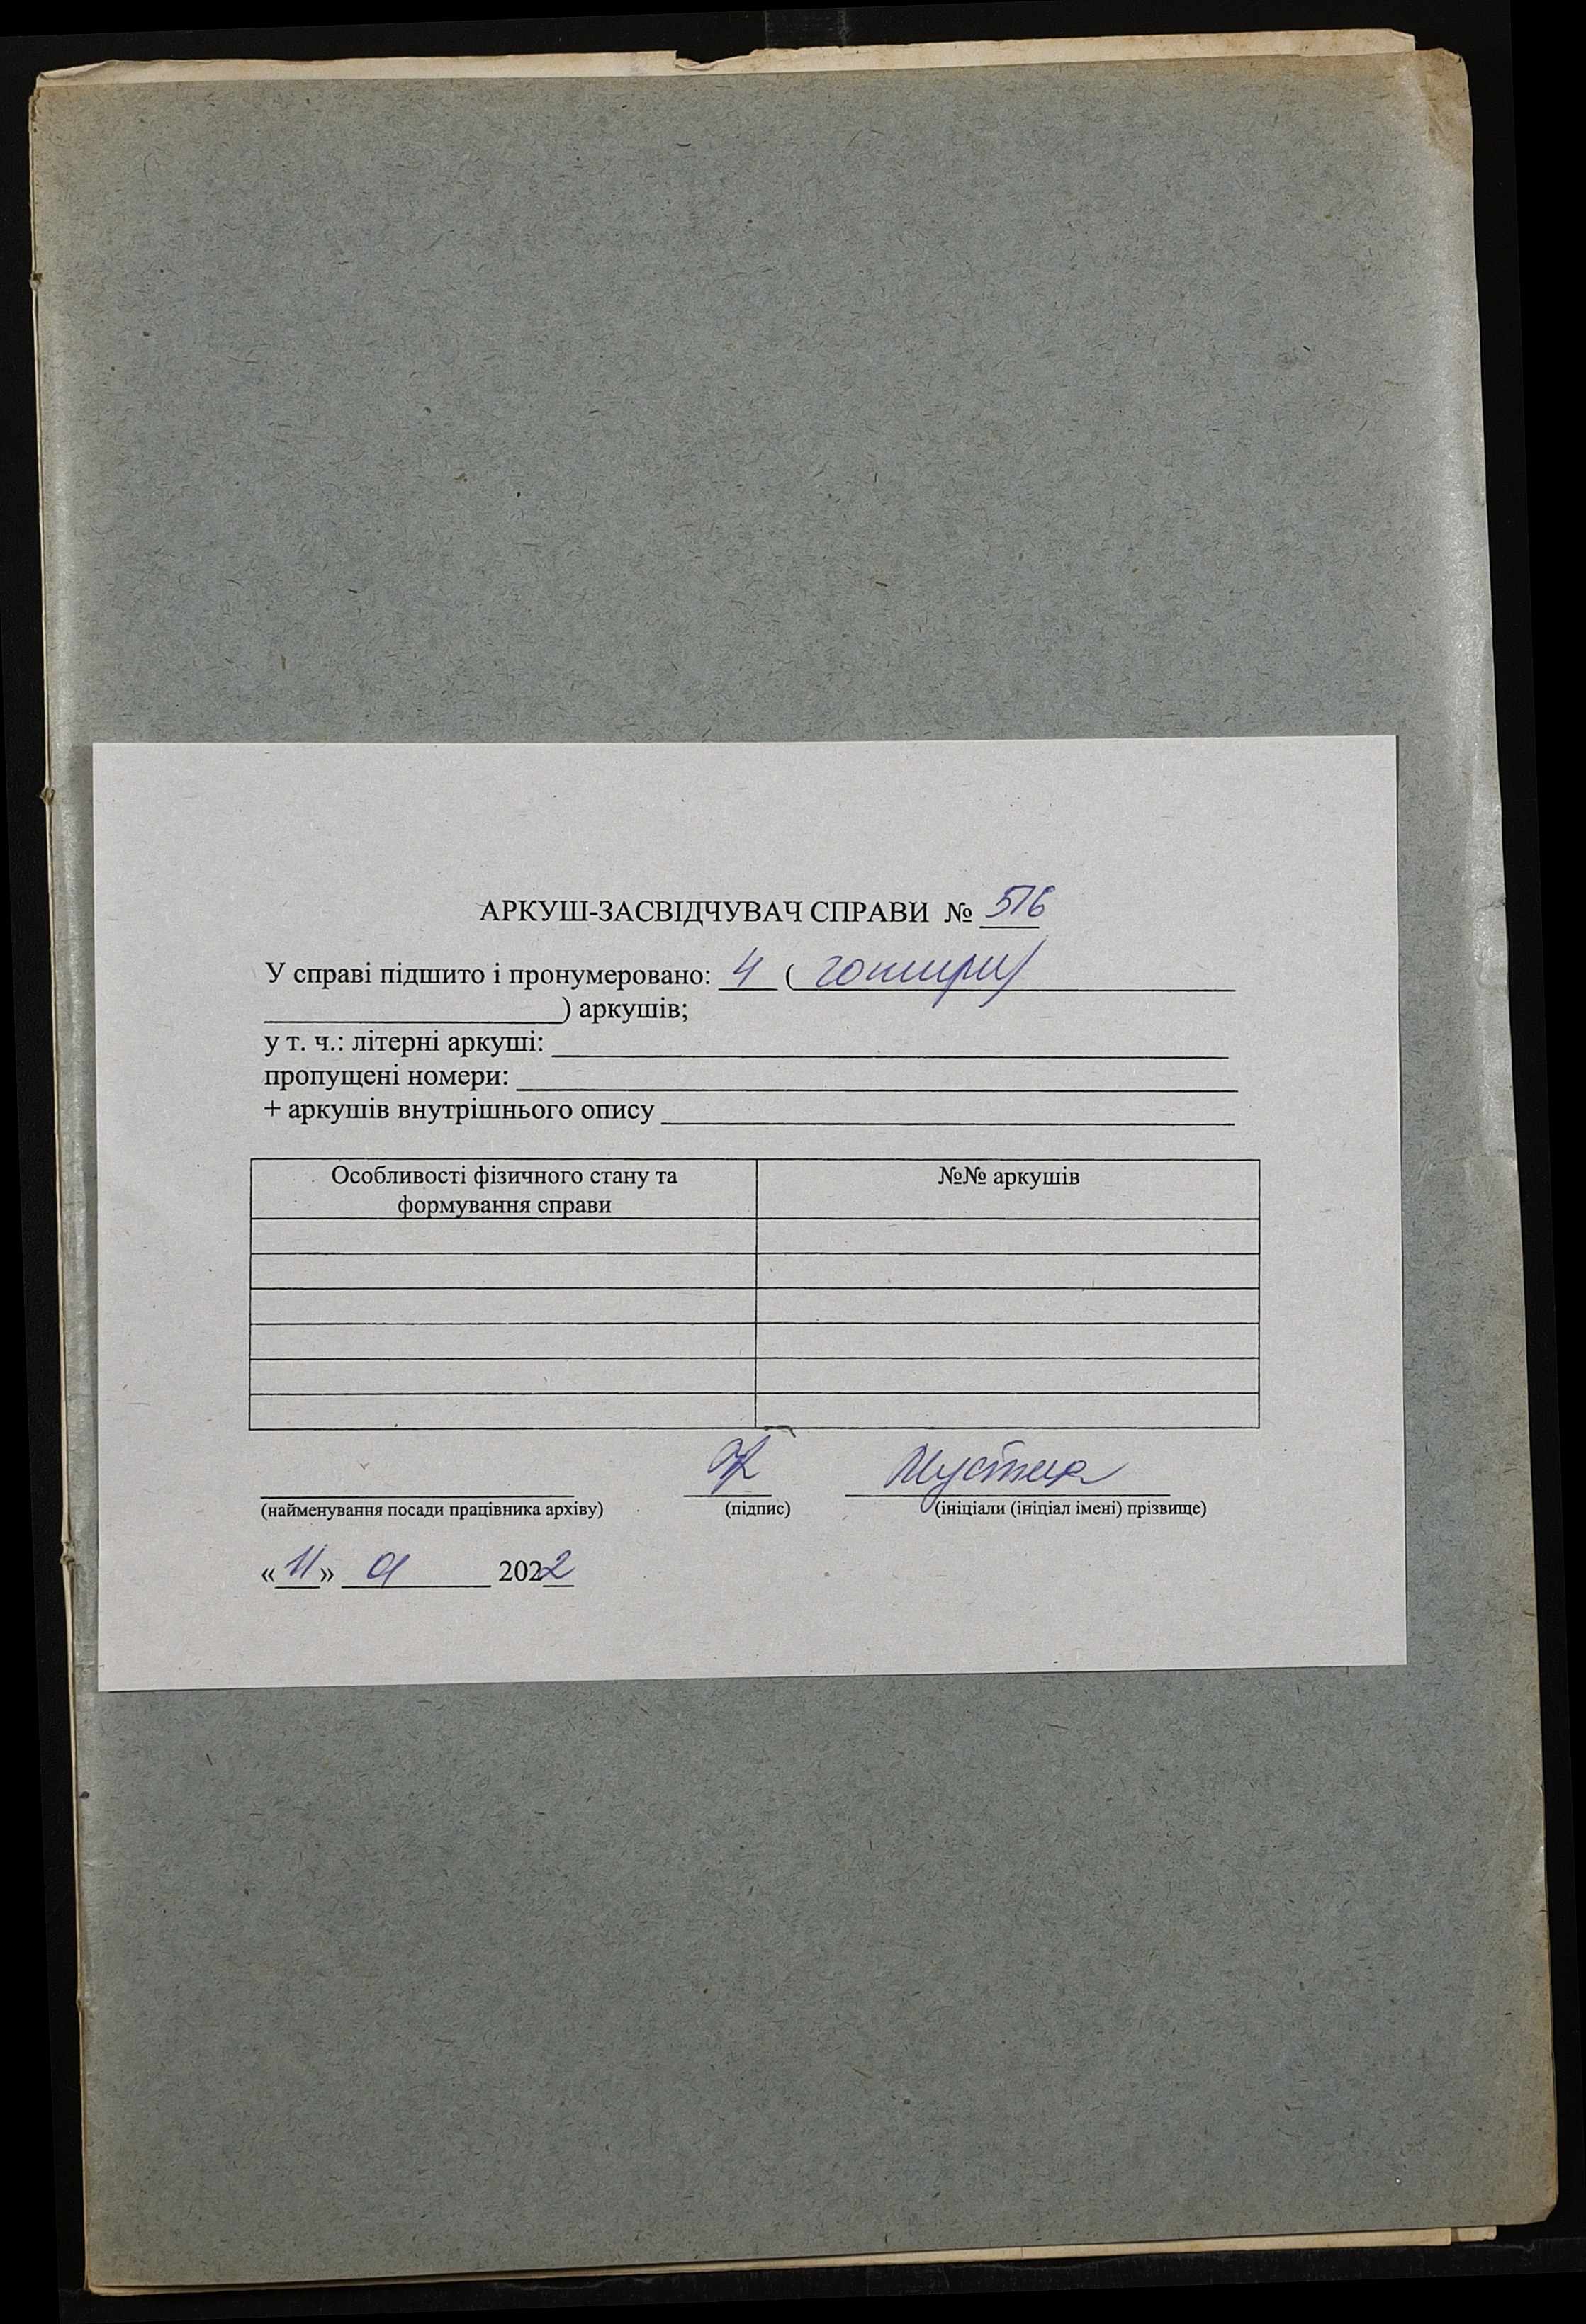 АРКУШ-ЗАСВІДЧУВАЧ СПРАВИ № 516
У справі підшито і пронумеровано: 4 ( чотири)
) аркушів;
у т. ч.: літерні аркуші:
пропущені номери:
+ аркушів внутрішнього опису
Особливості фізичного стану та
формування справи
№№ аркушів
(найменування посади працівника архіву)
(підпис)
(ініціали (ініціал імені) прізвище)
«11» 01 2022